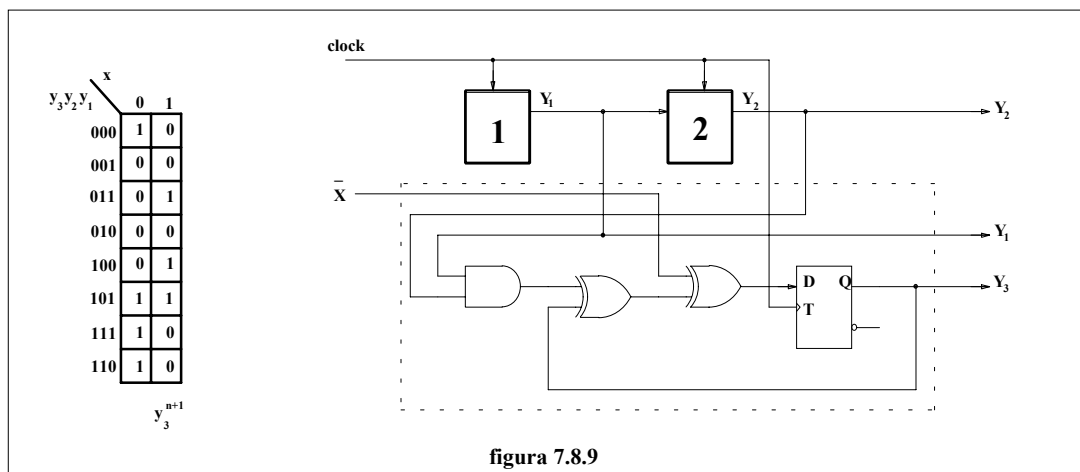 x
y3y2y1
0 1
000 1 0
001 0 0
011 0 1
010 0 0
100 0 1
101 1 1
111 1 0
110 1 0
y3^n+1
clock
1
Y1
2
Y2
Y2
X̅
Y1
D Q
T
Y3
figura 7.8.9